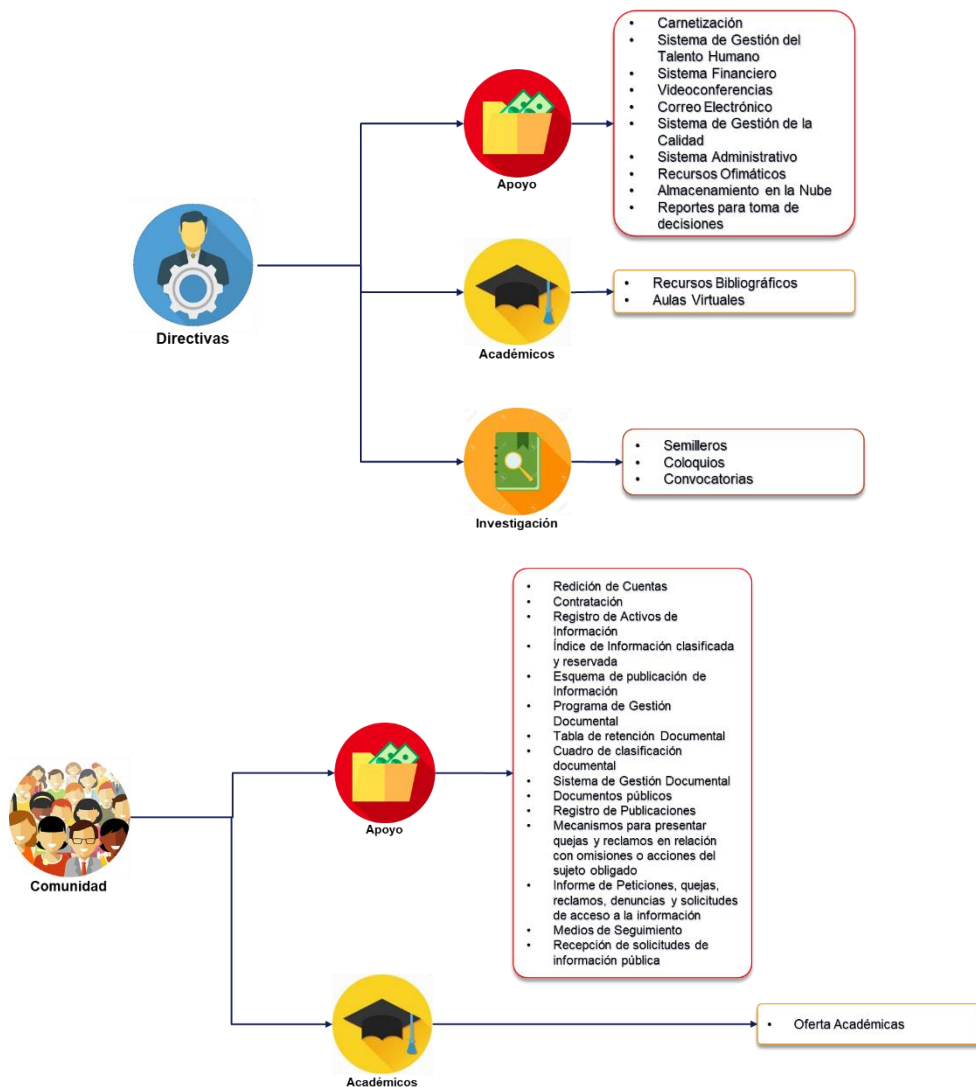 Directivas
Apoyo
• Carnetización
• Sistema de Gestión del
Talento Humano
• Sistema Financiero
• Videoconferencias
• Correo Electrónico
• Sistema de Gestión de la
Calidad
• Sistema Administrativo
• Recursos Ofimáticos
• Almacenamiento en la Nube
• Reportes para toma de
decisiones
Académicos
• Recursos Bibliográficos
• Aulas Virtuales
Investigación
• Semilleros
• Coloquios
• Convocatorias
Comunidad
Apoyo
• Redición de Cuentas
• Contratación
• Registro de Activos de
Información
• Índice de Información clasificada
y reservada
• Esquema de publicación de
Información
• Programa de Gestión
Documental
• Tabla de retención Documental
• Cuadro de clasificación
documental
• Sistema de Gestión Documental
• Documentos públicos
• Registro de Publicaciones
• Mecanismos para presentar
quejas y reclamos en relación
con omisiones o acciones del
sujeto obligado
• Informe de Peticiones, quejas,
reclamos, denuncias y solicitudes
de acceso a la información
• Medios de Seguimiento
• Recepción de solicitudes de
información pública
Académicos
• Oferta Académicas